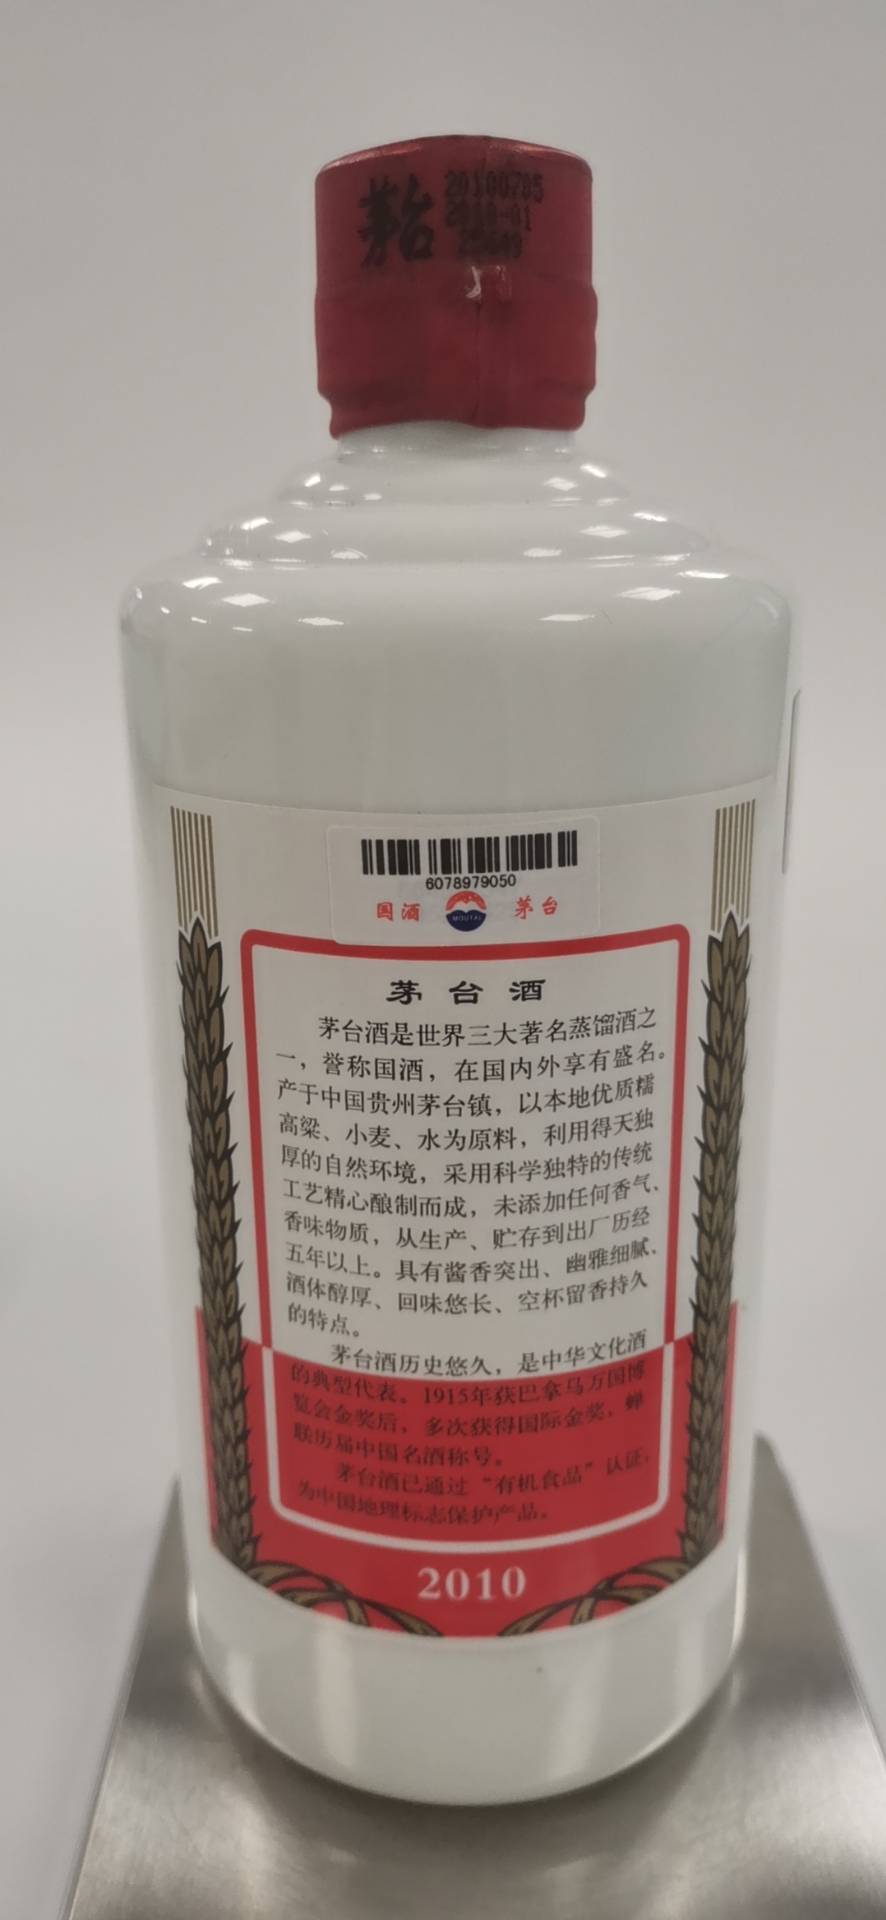 茅台
20100705
2010-01
6078979050
国酒 MOUTAI 茅台
茅台酒
茅台酒是世界三大著名蒸馏酒之
一，誉称国酒，在国内外享有盛名。
产于中国贵州茅台镇，以本地优质糯
高粱、小麦、水为原料，利用得天独
厚的自然环境，采用科学独特的传统
工艺精心酿制而成，未添加任何香气、
香味物质，从生产、贮存到出厂历经
五年以上。具有酱香突出、幽雅细腻、
酒体醇厚、回味悠长、空杯留香持久
的特点。
茅台酒历史悠久，是中华文化酒
的典型代表。1915年获巴拿马万国博
览会金奖后，多次获得国际金奖，蝉
联历届中国名酒称号。
茅台酒已通过“有机食品”认证，
为中国地理标志保护产品。
2010